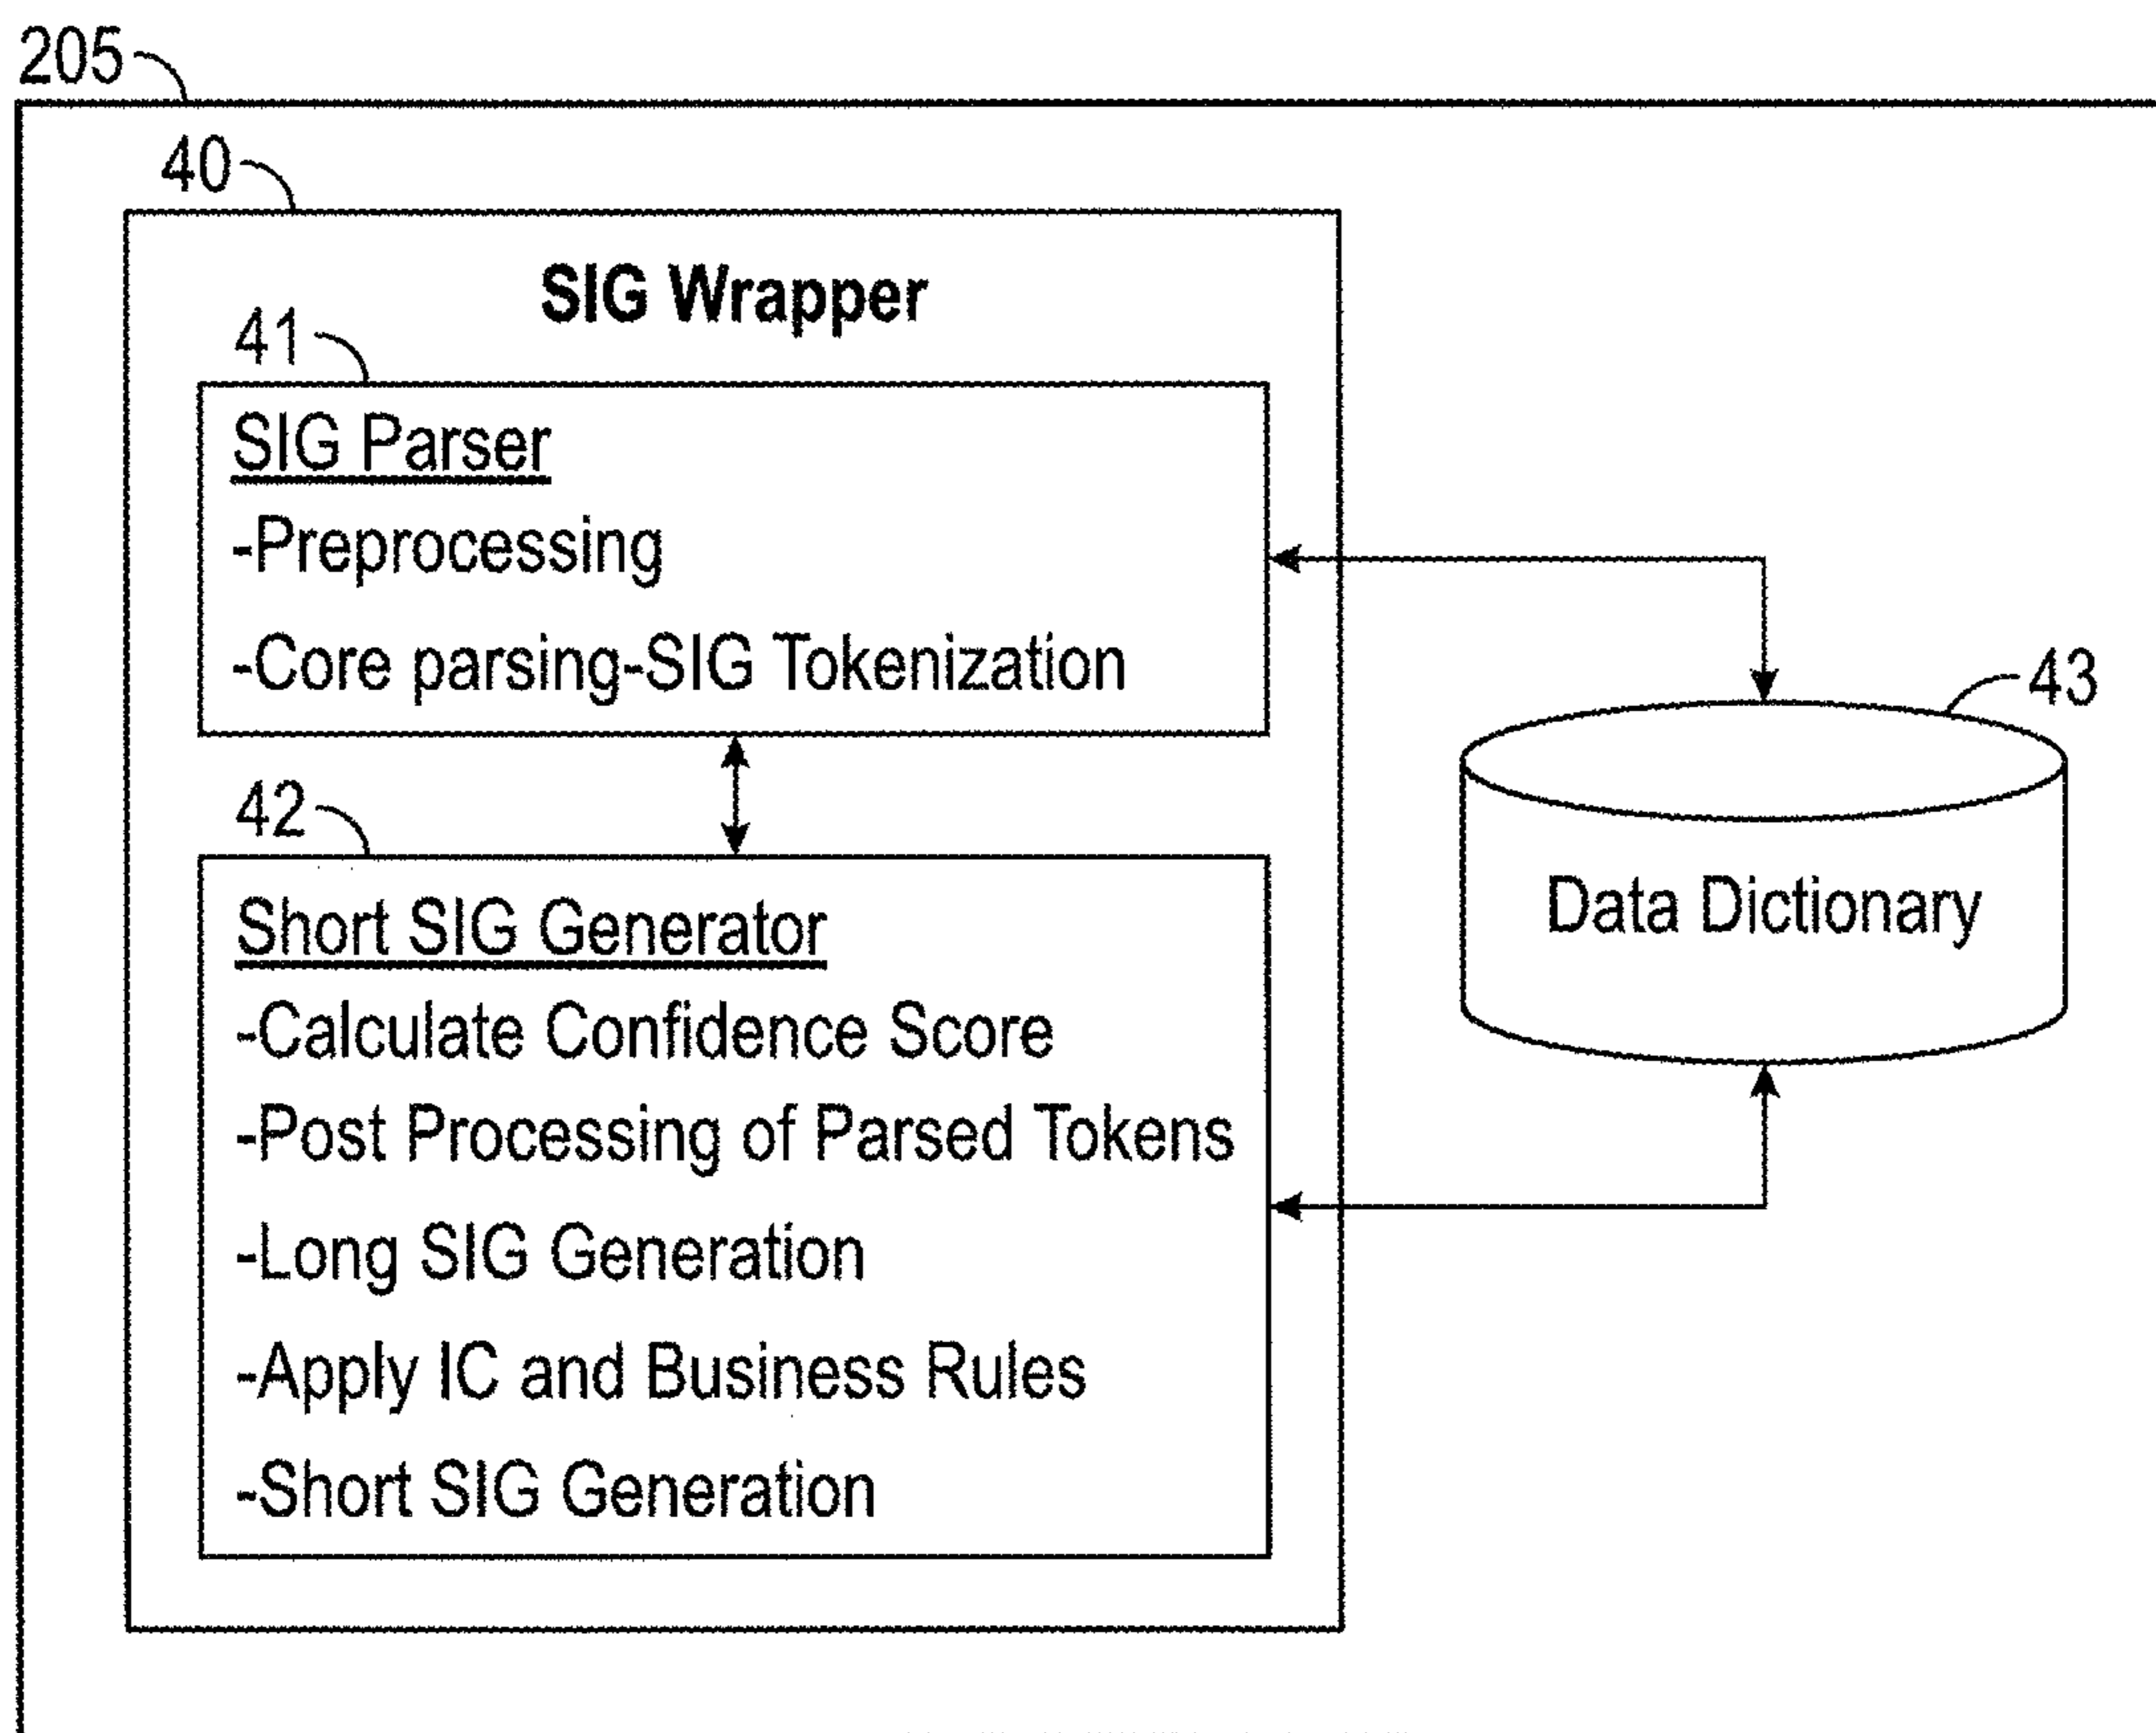 205
40
SIG Wrapper
41
SIG Parser
-Preprocessing
-Core parsing-SIG Tokenization
43
Data Dictionary
42
Short SIG Generator
-Calculate Confidence Score
-Post Processing of Parsed Tokens
-Long SIG Generation
-Apply IC and Business Rules
-Short SIG Generation